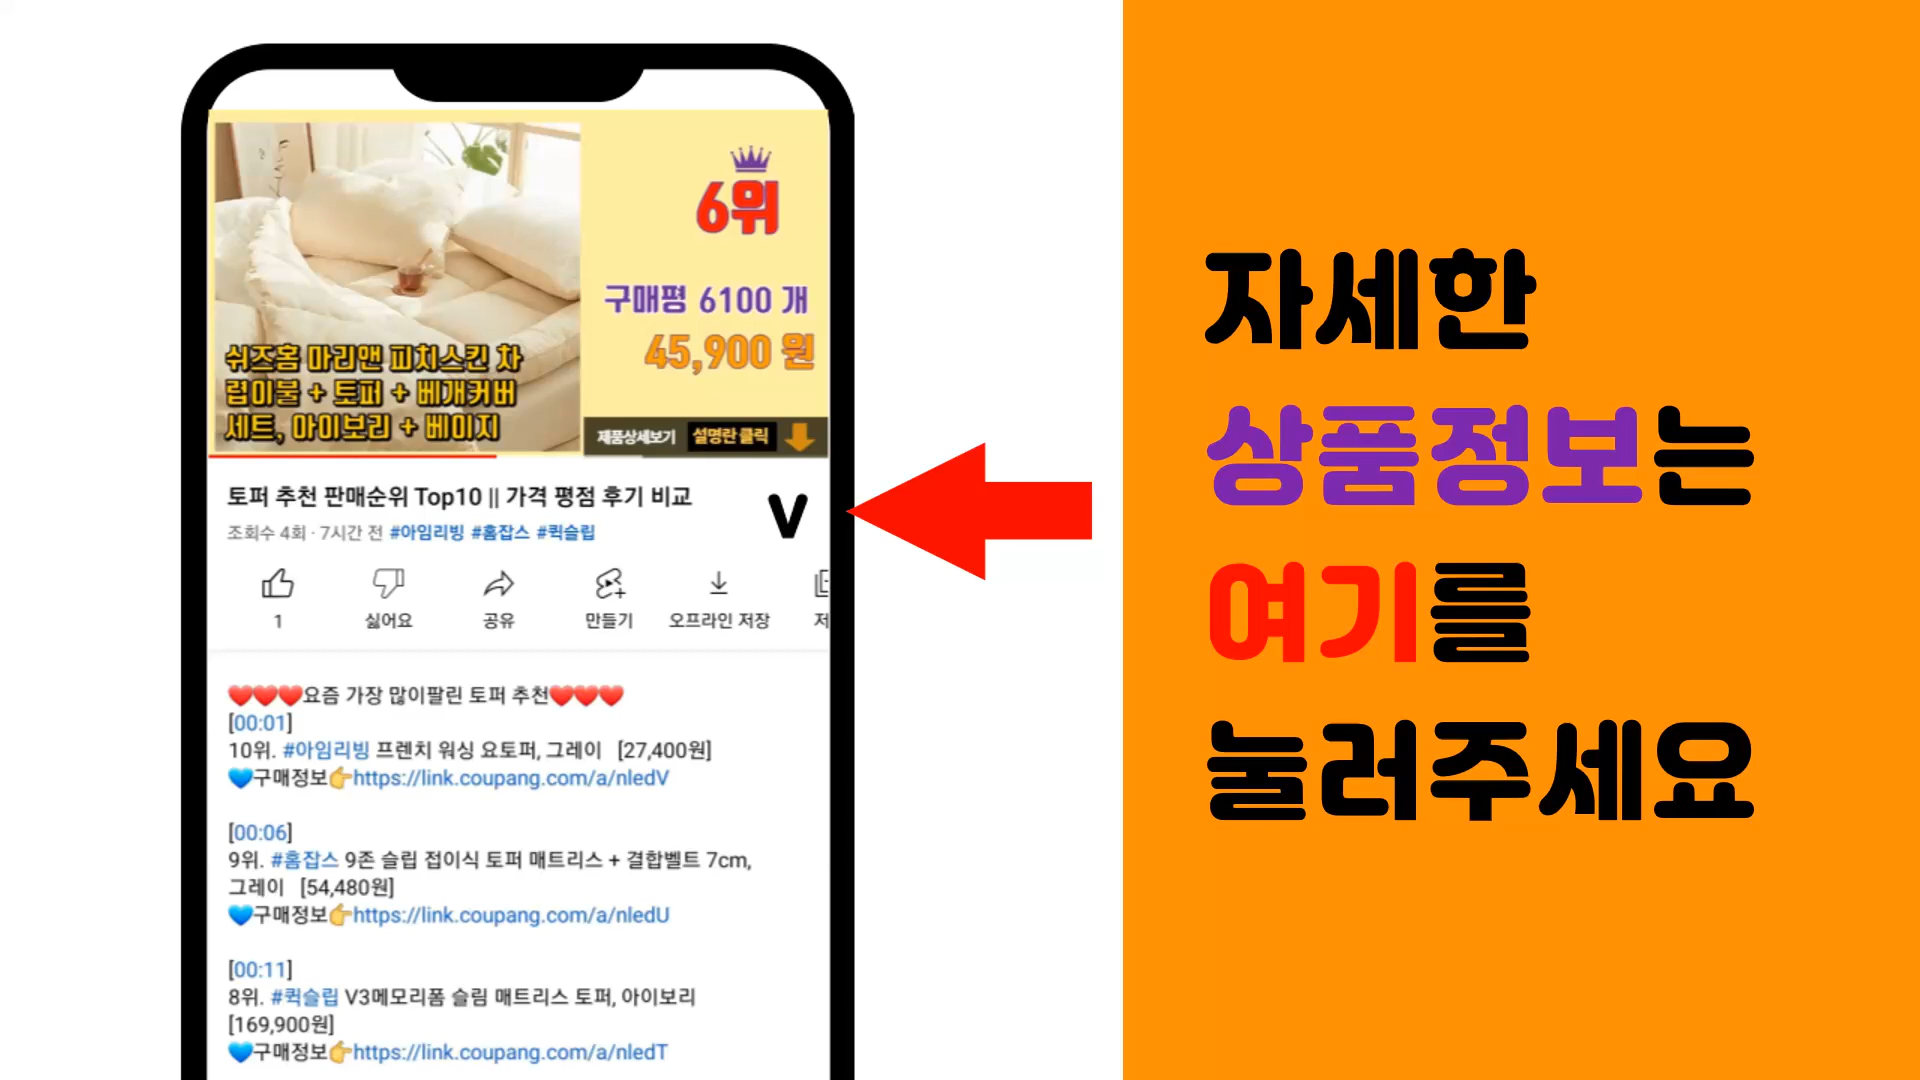 6위
구매평 6100 개
45,900 원
쉬즈홈 마리앤 피치스킨 차
렵이불 + 토퍼 + 베개커버
세트, 아이보리 + 베이지
제품상세보기 설명란 클릭
토퍼 추천 판매순위 Top10 || 가격 평점 후기 비교
V
조회수 4회 · 7시간 전 #아임리빙 #홈잡스 #퀵슬립
1 싫어요 공유 만들기 오프라인 저장 저
❤️❤️❤️요즘 가장 많이팔린 토퍼 추천❤️❤️❤️
[00:01]
10위. #아임리빙 프렌치 워싱 요토퍼, 그레이 [27,400원]
💙구매정보👉https://link.coupang.com/a/nledV
[00:06]
9위. #홈잡스 9존 슬립 접이식 토퍼 매트리스 + 결합벨트 7cm,
그레이 [54,480원]
💙구매정보👉https://link.coupang.com/a/nledU
[00:11]
8위. #퀵슬립 V3메모리폼 슬림 매트리스 토퍼, 아이보리
[169,900원]
💙구매정보👉https://link.coupang.com/a/nledT
자세한
상품정보는
여기를
눌러주세요